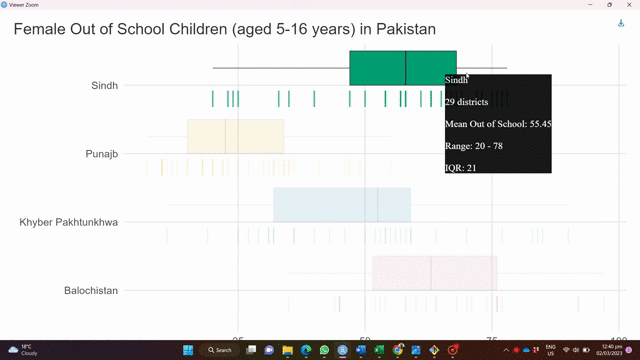 Viewer Zoom
Female Out of School Children (aged 5-16 years) in Pakistan
Sindh
Sindh
29 districts
Mean Out of School: 55.45
Range: 20 - 78
IQR: 21
Punajb
Khyber Pakhtunkhwa
Balochistan
25
50
75
100
18°C
Cloudy
Search
ENG
US
12:40 pm
02/03/2023